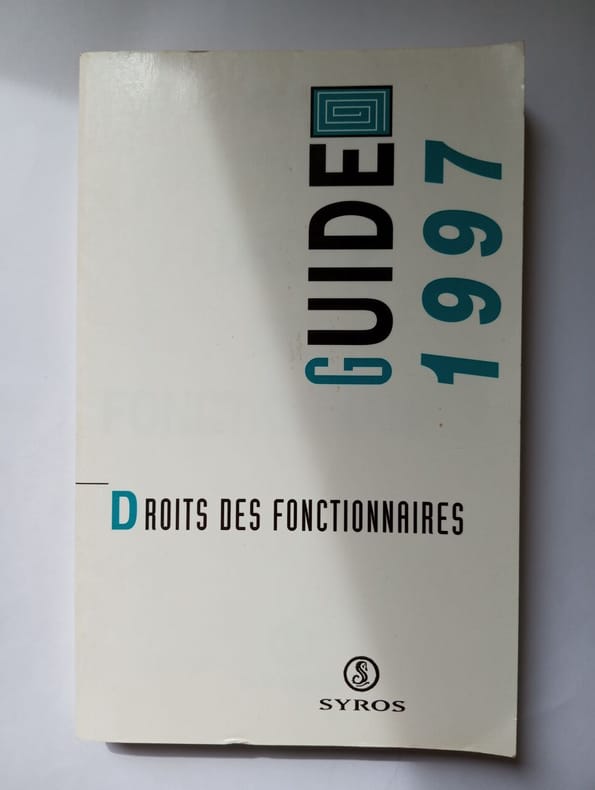 GUIDE
1997
DROITS DES FONCTIONNAIRES
SYROS